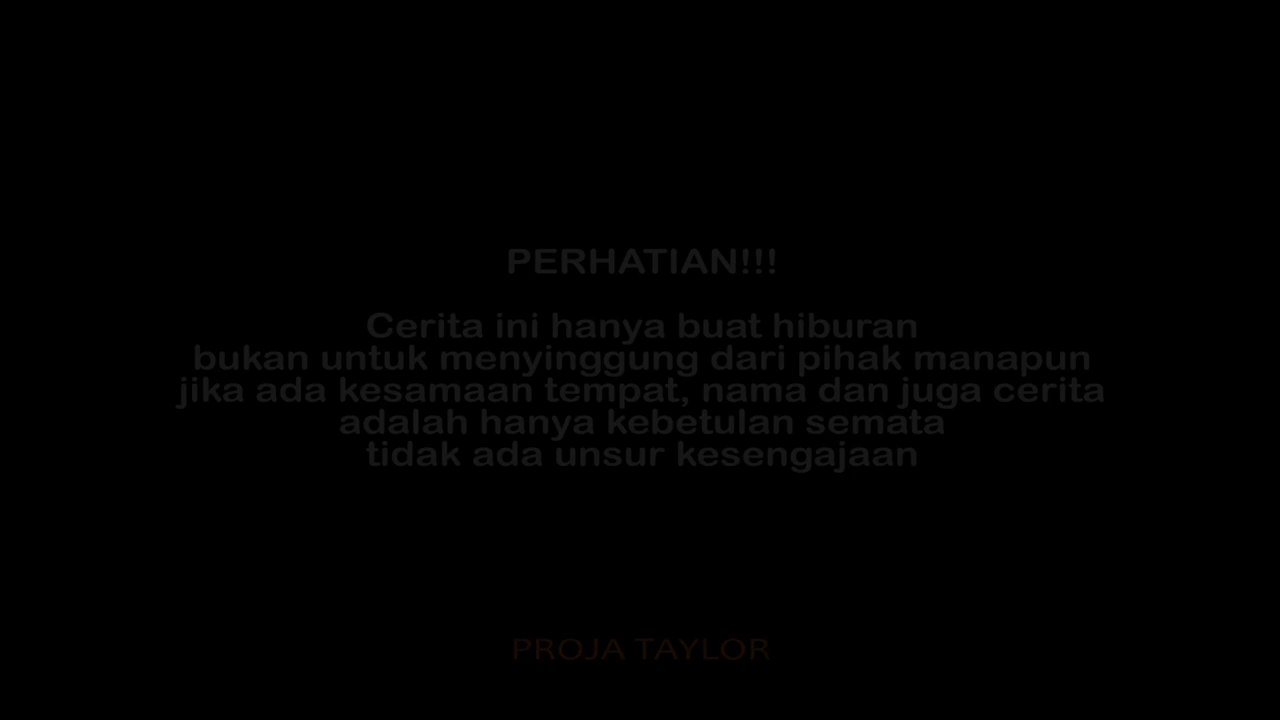 PERHATIAN!!!
Cerita ini hanya buat hiburan
bukan untuk menyinggung dari pihak manapun
jika ada kesamaan tempat, nama dan juga cerita
adalah hanya kebetulan semata
tidak ada unsur kesengajaan
PROJA TAYLOR